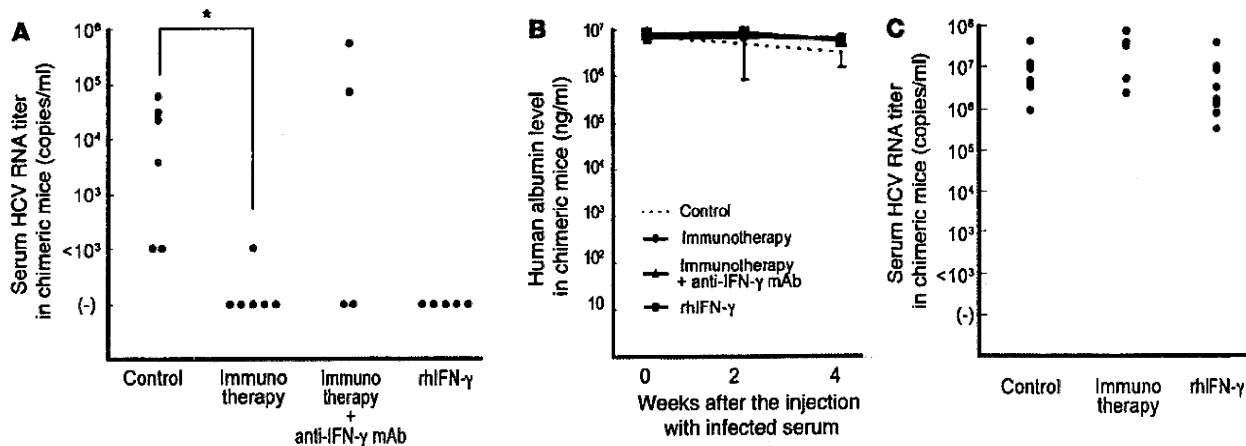 A
Serum HCV RNA titer
in chimeric mice (copies/ml)
10⁶
10⁵
10⁴
10³
<10³
(-)
*
Control
Immuno
therapy
Immuno
therapy
+
anti-IFN-γ mAb
rhIFN-γ
B
Human albumin level
in chimeric mice (ng/ml)
10⁷
10⁶
10⁵
10⁴
10³
10²
10
Control
Immunotherapy
Immunotherapy
+ anti-IFN-γ mAb
rhIFN-γ
0 2 4
Weeks after the injection
with infected serum
C
Serum HCV RNA titer
in chimeric mice (copies/ml)
10⁸
10⁷
10⁶
10⁵
10⁴
<10³
(-)
Control
Immuno
therapy
rhIFN-γ